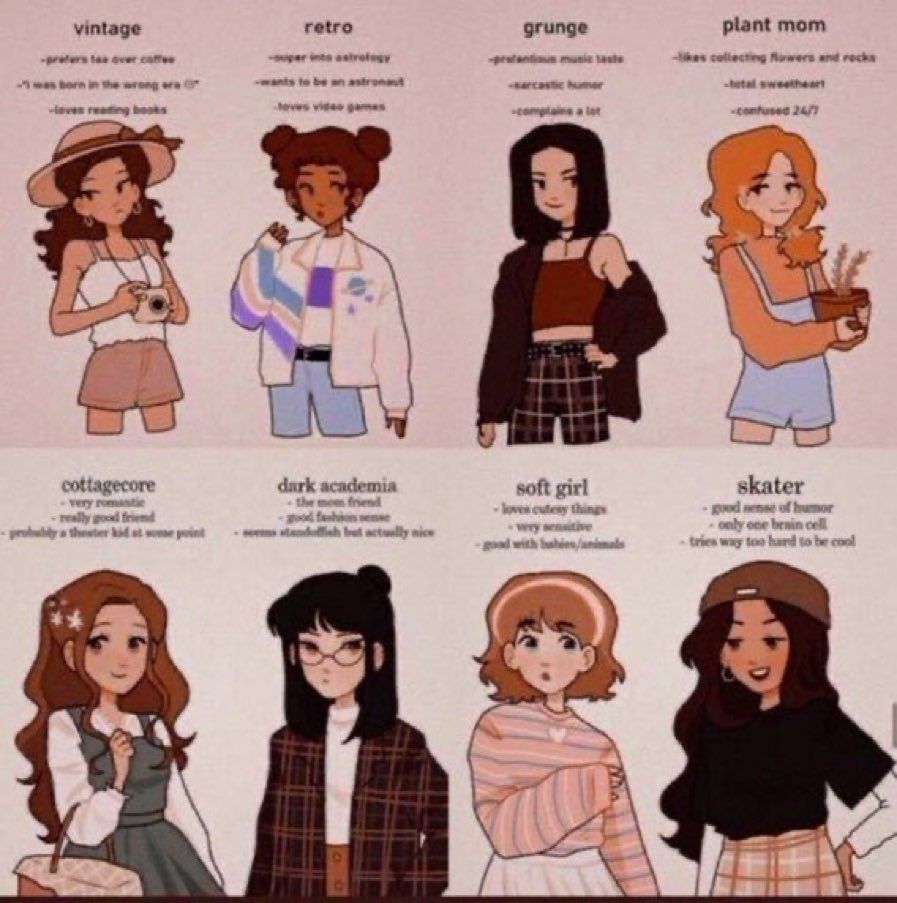 vintage
-prefers tea over coffee
-"i was born in the wrong era ☹"
-loves reading books
retro
-super into astrology
-wants to be an astronaut
-loves video games
grunge
-pretentious music taste
-sarcastic humor
-complains a lot
plant mom
-likes collecting flowers and rocks
-total sweetheart
-confused 24/7
cottagecore
- very romantic
- really good friend
- probably a theater kid at some point
dark academia
- the mom friend
- good fashion sense
- seems standoffish but actually nice
soft girl
- loves cutesy things
- very sensitive
- good with babies/animals
skater
- good sense of humor
- only one brain cell
- tries way too hard to be cool